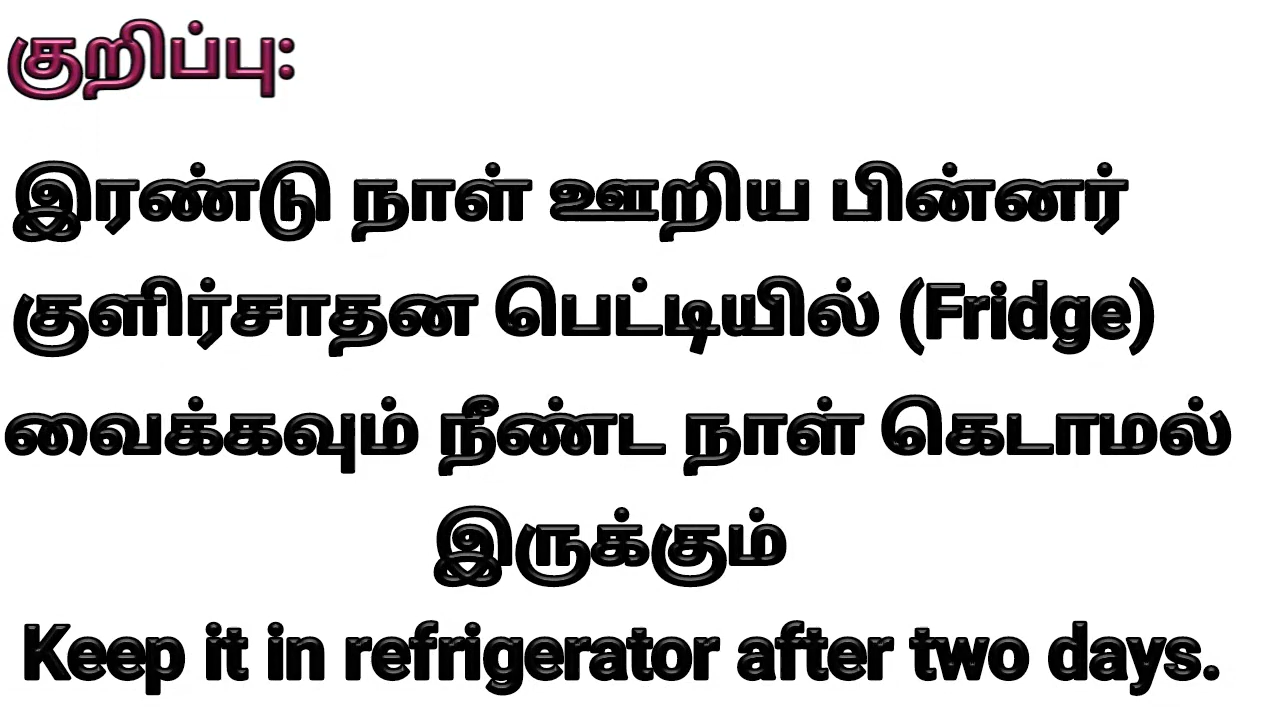 குறிப்பு:
இரண்டு நாள் ஊறிய பின்னர்
குளிர்சாதன பெட்டியில் (Fridge)
வைக்கவும் நீண்ட நாள் கெடாமல்
இருக்கும்
Keep it in refrigerator after two days.